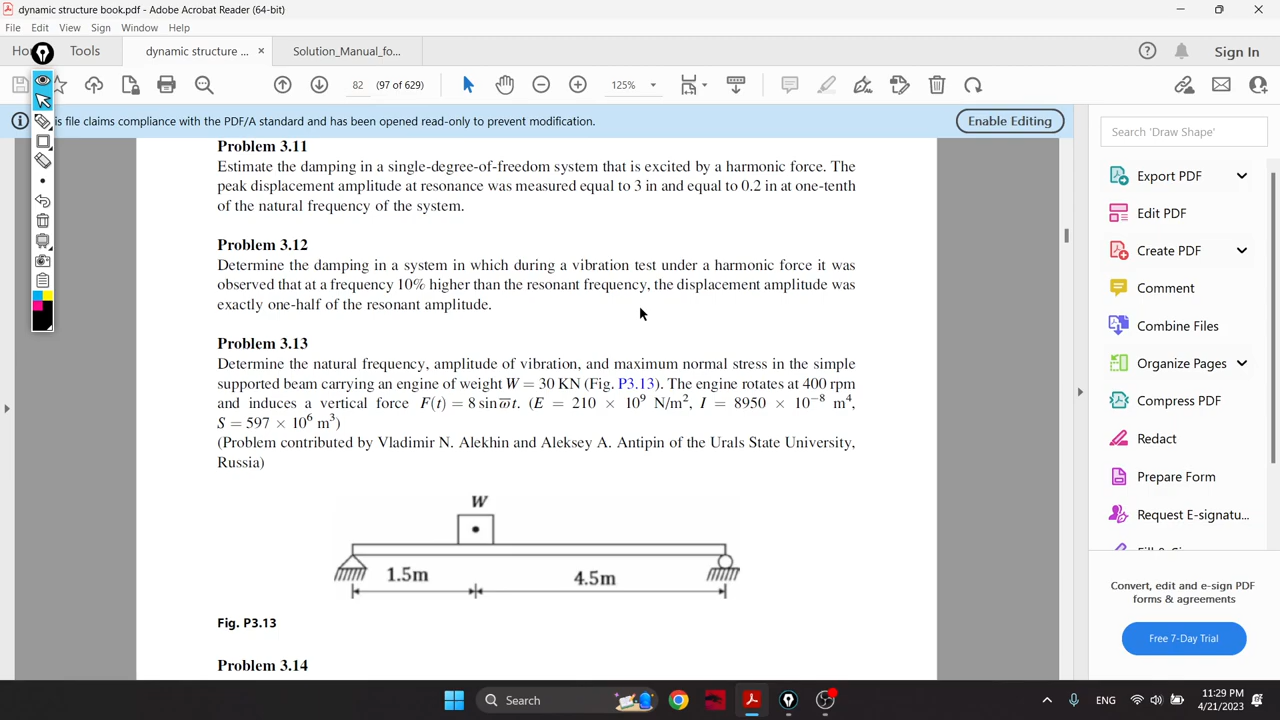 dynamic structure book.pdf - Adobe Acrobat Reader (64-bit)
File Edit View Sign Window Help
Tools dynamic structure ... × Solution_Manual_fo... Sign In
82 (97 of 629) 125%
is file claims compliance with the PDF/A standard and has been opened read-only to prevent modification. Enable Editing
Problem 3.11
Estimate the damping in a single-degree-of-freedom system that is excited by a harmonic force. The
peak displacement amplitude at resonance was measured equal to 3 in and equal to 0.2 in at one-tenth
of the natural frequency of the system.
Problem 3.12
Determine the damping in a system in which during a vibration test under a harmonic force it was
observed that at a frequency 10% higher than the resonant frequency, the displacement amplitude was
exactly one-half of the resonant amplitude.
Problem 3.13
Determine the natural frequency, amplitude of vibration, and maximum normal stress in the simple
supported beam carrying an engine of weight W = 30 KN (Fig. P3.13). The engine rotates at 400 rpm
and induces a vertical force F(t) = 8 sin ω̅t. (E = 210 × 10⁹ N/m², I = 8950 × 10⁻⁸ m⁴,
S = 597 × 10⁶ m³)
(Problem contributed by Vladimir N. Alekhin and Aleksey A. Antipin of the Urals State University,
Russia)
W
1.5m 4.5m
Fig. P3.13
Problem 3.14
Search 'Draw Shape'
Export PDF
Edit PDF
Create PDF
Comment
Combine Files
Organize Pages
Compress PDF
Redact
Prepare Form
Request E-signatu...
Convert, edit and e-sign PDF
forms & agreements
Free 7-Day Trial
Search
ENG
11:29 PM
4/21/2023